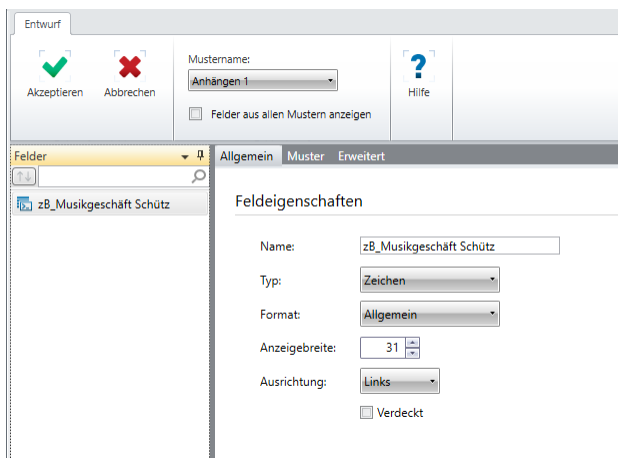 Entwurf
Akzeptieren
Abbrechen
Mustername:
Anhängen 1
Felder aus allen Mustern anzeigen
Hilfe
Felder
zB_Musikgeschäft Schütz
Allgemein Muster Erweitert
Feldeigenschaften
Name: zB_Musikgeschäft Schütz
Typ: Zeichen
Format: Allgemein
Anzeigebreite: 31
Ausrichtung: Links
Verdeckt